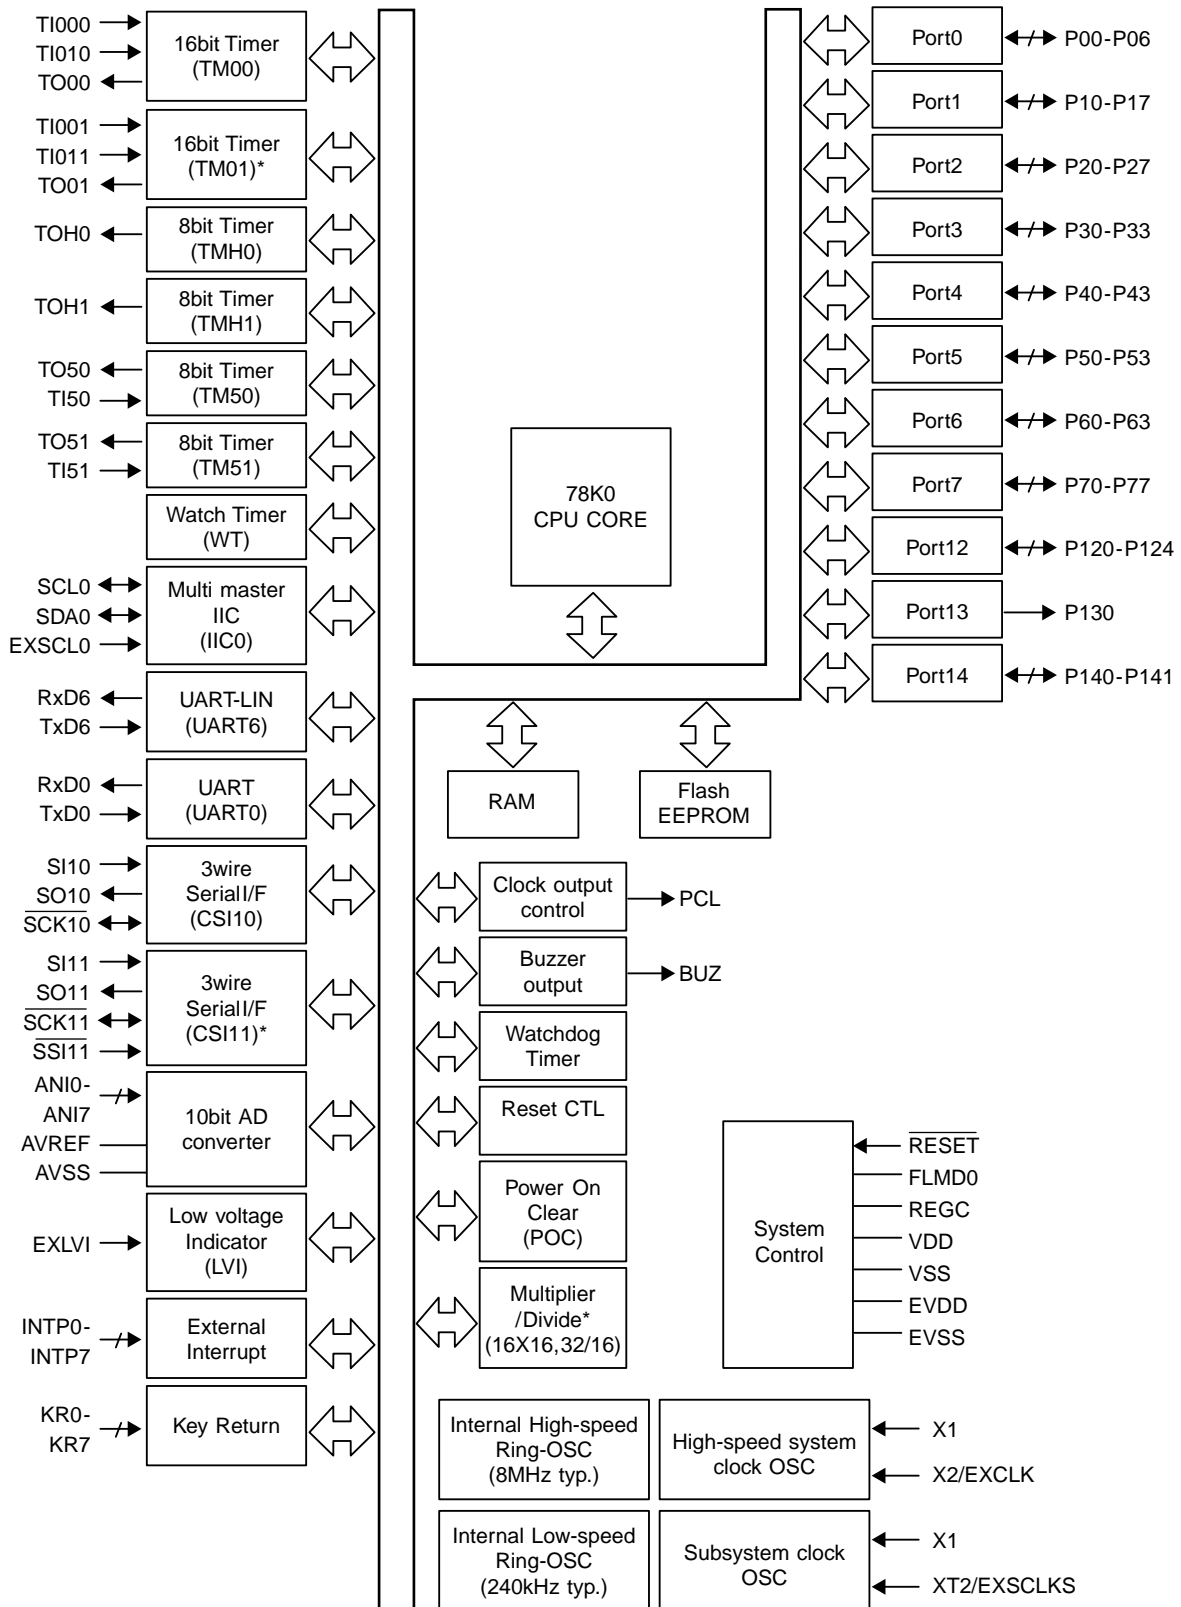 TI000
TI010
TO00
16bit Timer
(TM00)
TI001
TI011
TO01
16bit Timer
(TM01)*
TOH0
8bit Timer
(TMH0)
TOH1
8bit Timer
(TMH1)
TO50
TI50
8bit Timer
(TM50)
TO51
TI51
8bit Timer
(TM51)
Watch Timer
(WT)
SCL0
SDA0
EXSCL0
Multi master
IIC
(IIC0)
RxD6
TxD6
UART-LIN
(UART6)
RxD0
TxD0
UART
(UART0)
SI10
SO10
SCK10
3wire
SerialI/F
(CSI10)
SI11
SO11
SCK11
SSI11
3wire
SerialI/F
(CSI11)*
ANI0-
ANI7
AVREF
AVSS
10bit AD
converter
EXLVI
Low voltage
Indicator
(LVI)
INTP0-
INTP7
External
Interrupt
KR0-
KR7
Key Return
78K0
CPU CORE
RAM
Flash
EEPROM
Clock output
control
PCL
Buzzer
output
BUZ
Watchdog
Timer
Reset CTL
Power On
Clear
(POC)
Multiplier
/Divide*
(16X16,32/16)
Port0
P00-P06
Port1
P10-P17
Port2
P20-P27
Port3
P30-P33
Port4
P40-P43
Port5
P50-P53
Port6
P60-P63
Port7
P70-P77
Port12
P120-P124
Port13
P130
Port14
P140-P141
System
Control
RESET
FLMD0
REGC
VDD
VSS
EVDD
EVSS
Internal High-speed
Ring-OSC
(8MHz typ.)
High-speed system
clock OSC
X1
X2/EXCLK
Internal Low-speed
Ring-OSC
(240kHz typ.)
Subsystem clock
OSC
X1
XT2/EXSCLKS